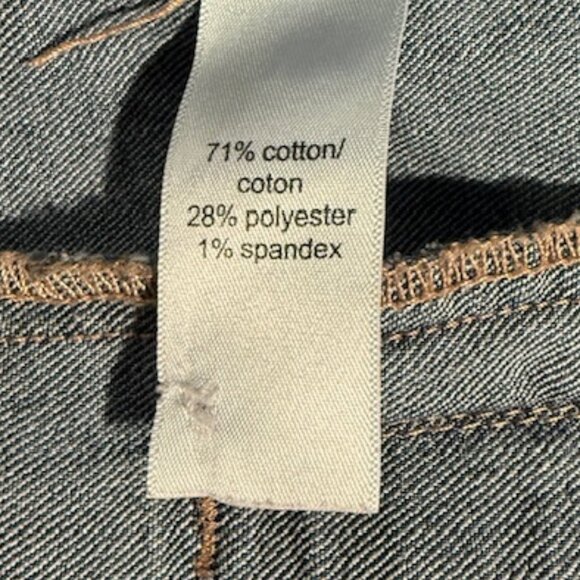 71% cotton/
coton
28% polyester
1% spandex